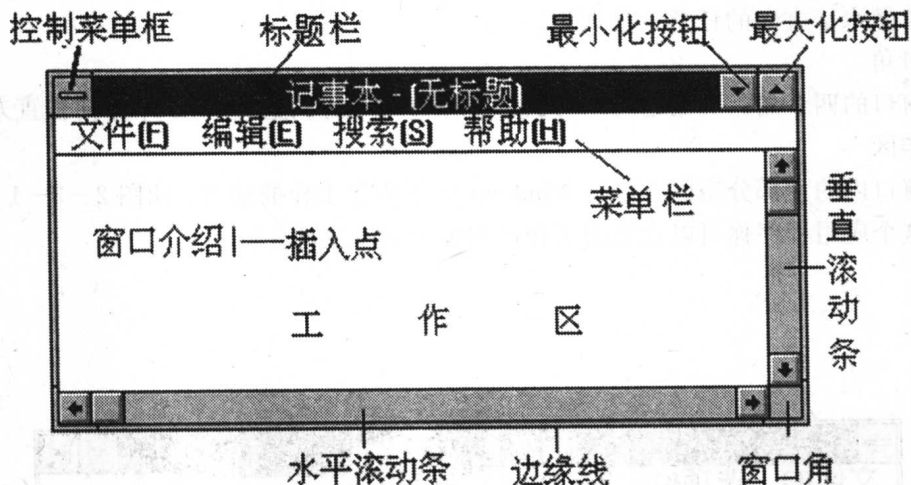 控制菜单框 标题栏 最小化按钮 最大化按钮
记事本 - (无标题)
文件(F) 编辑(E) 搜索(S) 帮助(H)
菜单栏
窗口介绍|—插入点
工作区
垂直滚动条
水平滚动条 边缘线 窗口角